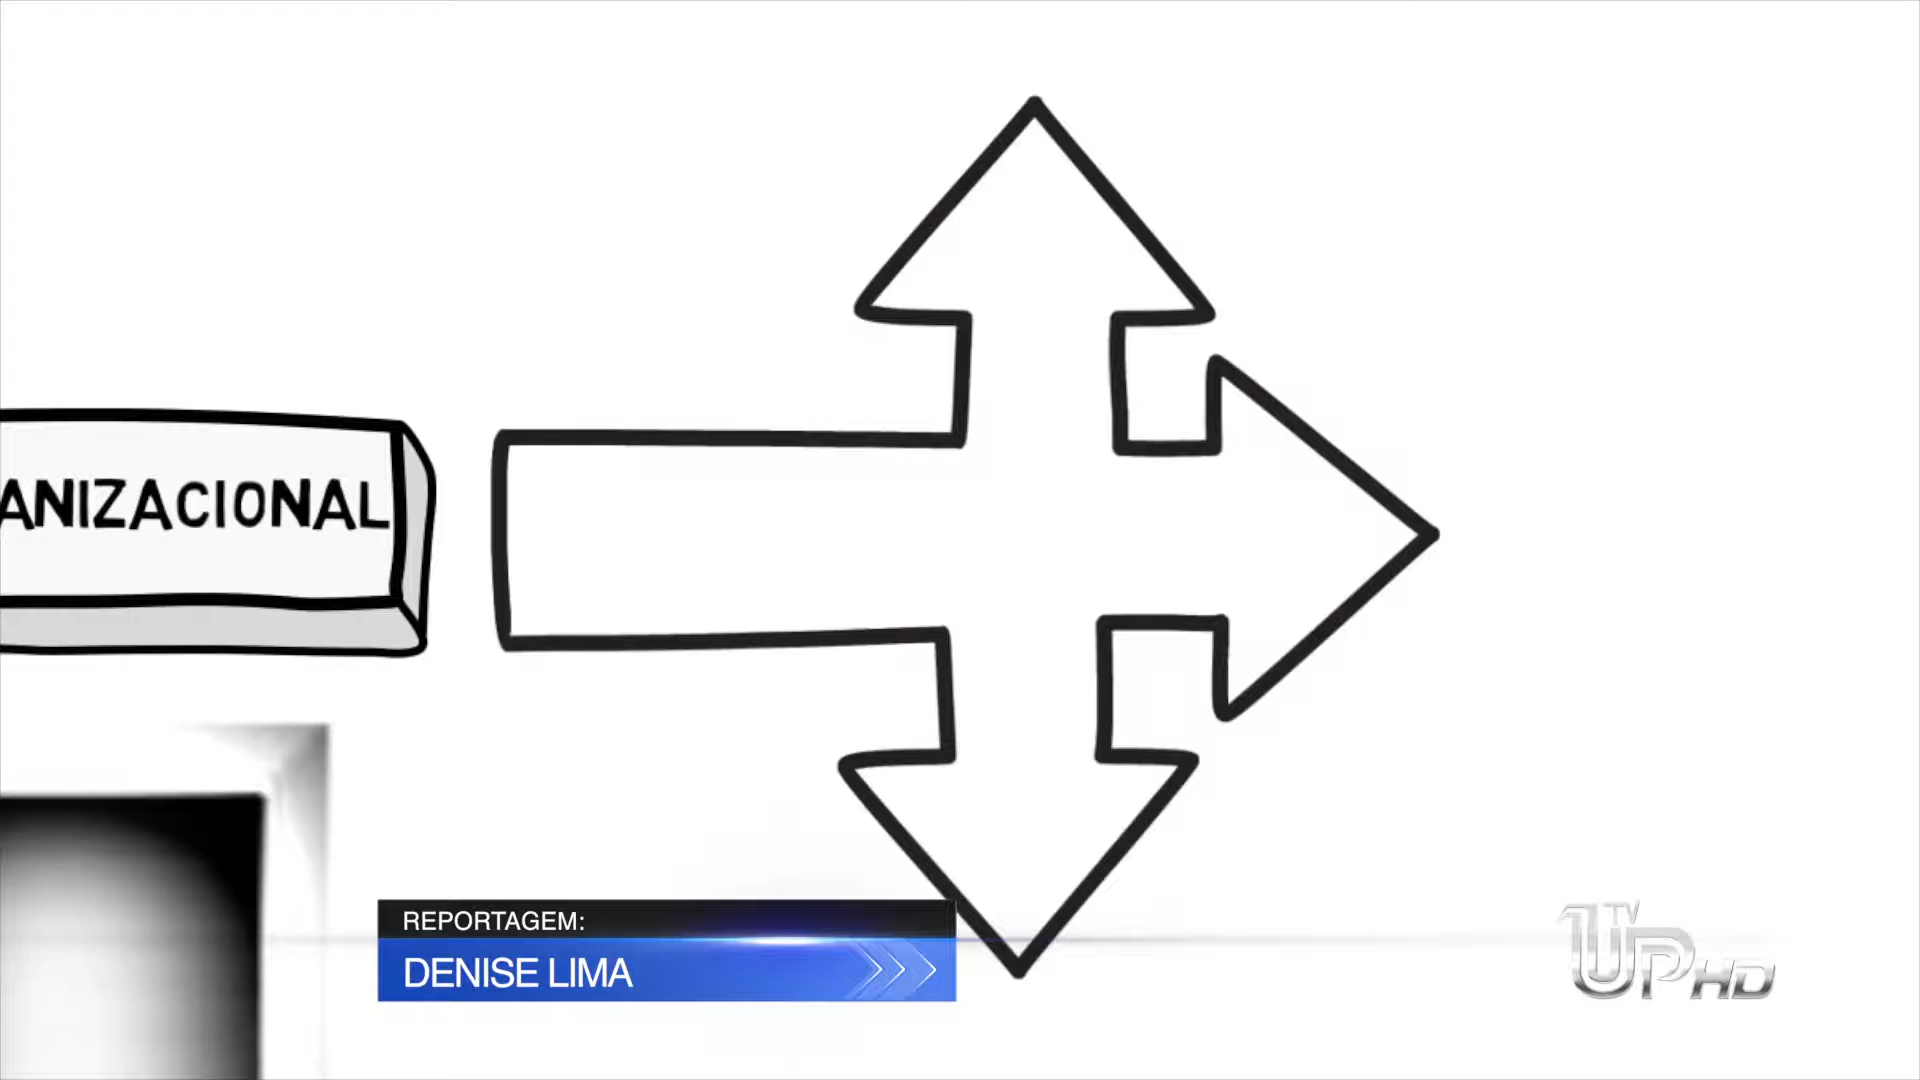 ANIZACIONAL
REPORTAGEM:
DENISE LIMA
TV
UP HD